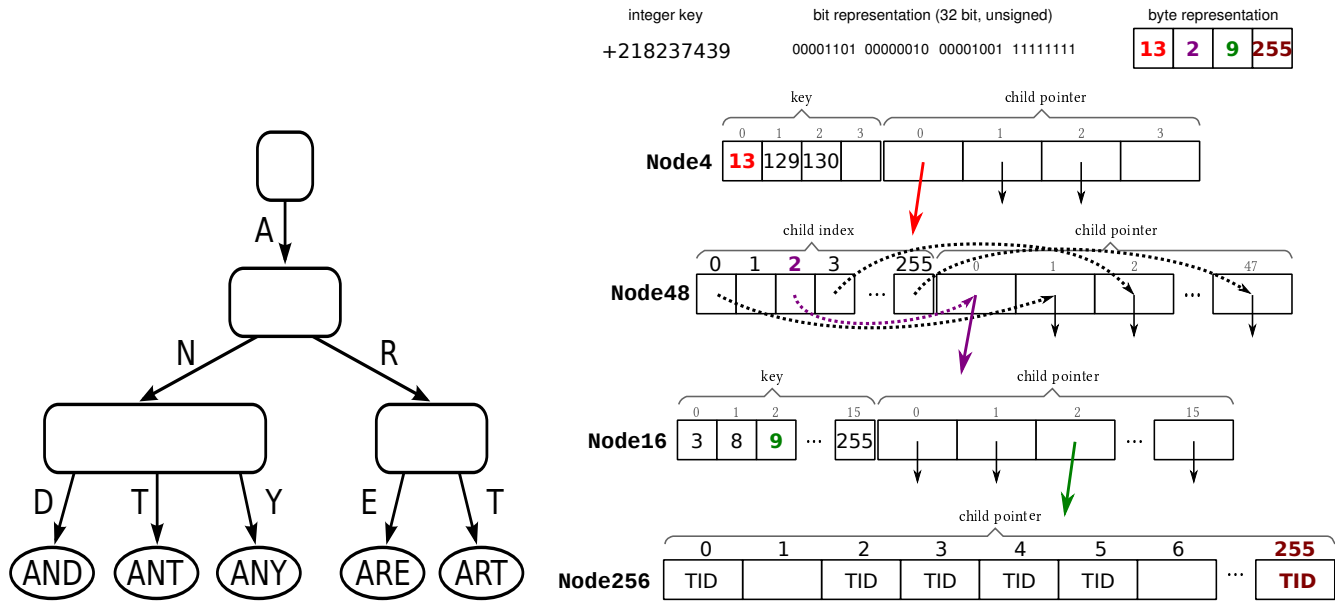 A
N R
D T Y E T
AND ANT ANY ARE ART
integer key bit representation (32 bit, unsigned) byte representation
+218237439 00001101 00000010 00001001 11111111 13 2 9 255
key child pointer
0 1 2 3 0 1 2 3
Node4 13 129 130
child index child pointer
0 1 2 3 255 0 1 2 47
Node48 ... ...
key child pointer
0 1 2 15 0 1 2 15
Node16 3 8 9 ... 255 ...
child pointer
0 1 2 3 4 5 6 255
Node256 TID TID TID TID TID ... TID